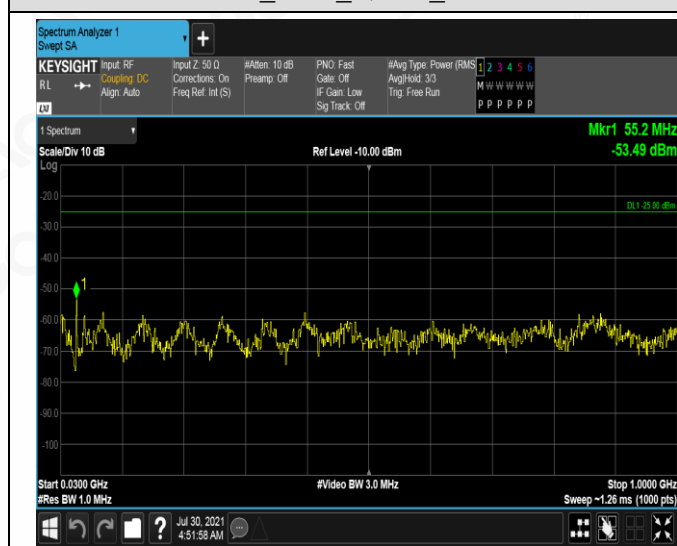 Spectrum Analyzer 1
Swept SA
+
KEYSIGHT
RL
Input: RF
Coupling: DC
Align: Auto
Input Z: 50 Ω
Corrections: On
Freq Ref: Int (S)
#Atten: 10 dB
Preamp: Off
PNO: Fast
Gate: Off
IF Gain: Low
Sig Track: Off
#Avg Type: Power (RMS
Avg|Hold: 3/3
Trig: Free Run
1 2 3 4 5 6
M W W W W W
P P P P P P
1 Spectrum
Scale/Div 10 dB
Ref Level -10.00 dBm
Mkr1 55.2 MHz
-53.49 dBm
Log
-20.0
DL1 -25.00 dBm
-30.0
-40.0
-50.0
1
-60.0
-70.0
-80.0
-90.0
-100
Start 0.0300 GHz
#Video BW 3.0 MHz
Stop 1.0000 GHz
#Res BW 1.0 MHz
Sweep ~1.26 ms (1000 pts)
?
Jul 30, 2021
4:51:58 AM